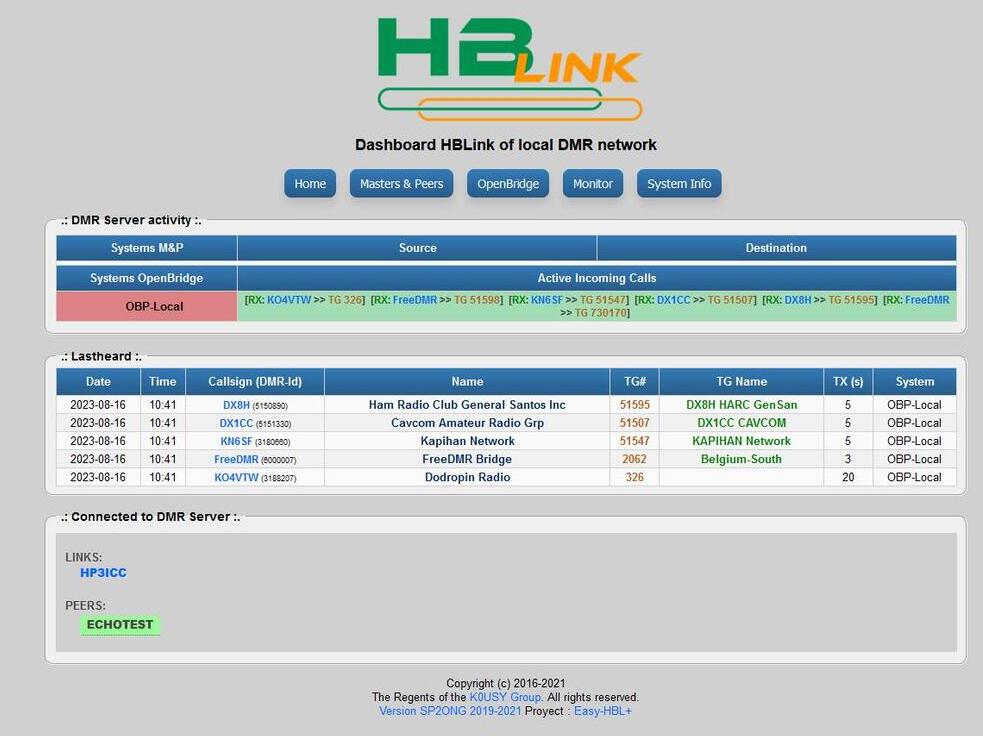 HBLINK
Dashboard HBLink of local DMR network
Home Masters & Peers OpenBridge Monitor System Info
.: DMR Server activity :.
Systems M&P Source Destination
Systems OpenBridge Active Incoming Calls
OBP-Local [RX: KO4VTW >> TG 326] [RX: FreeDMR >> TG 51598] [RX: KN6SF >> TG 51547] [RX: DX1CC >> TG 51507] [RX: DX8H >> TG 51595] [RX: FreeDMR
>> TG 730170]
.: Lastheard :.
Date Time Callsign (DMR-Id) Name TG# TG Name TX (s) System
2023-08-16 10:41 DX8H (5150890) Ham Radio Club General Santos Inc 51595 DX8H HARC GenSan 5 OBP-Local
2023-08-16 10:41 DX1CC (5151330) Cavcom Amateur Radio Grp 51507 DX1CC CAVCOM 5 OBP-Local
2023-08-16 10:41 KN6SF (3180660) Kapihan Network 51547 KAPIHAN Network 5 OBP-Local
2023-08-16 10:41 FreeDMR (6000007) FreeDMR Bridge 2062 Belgium-South 3 OBP-Local
2023-08-16 10:41 KO4VTW (3188207) Dodropin Radio 326 20 OBP-Local
.: Connected to DMR Server :.
LINKS:
HP3ICC
PEERS:
ECHOTEST
Copyright (c) 2016-2021
The Regents of the K0USY Group. All rights reserved.
Version SP2ONG 2019-2021 Proyect : Easy-HBL+